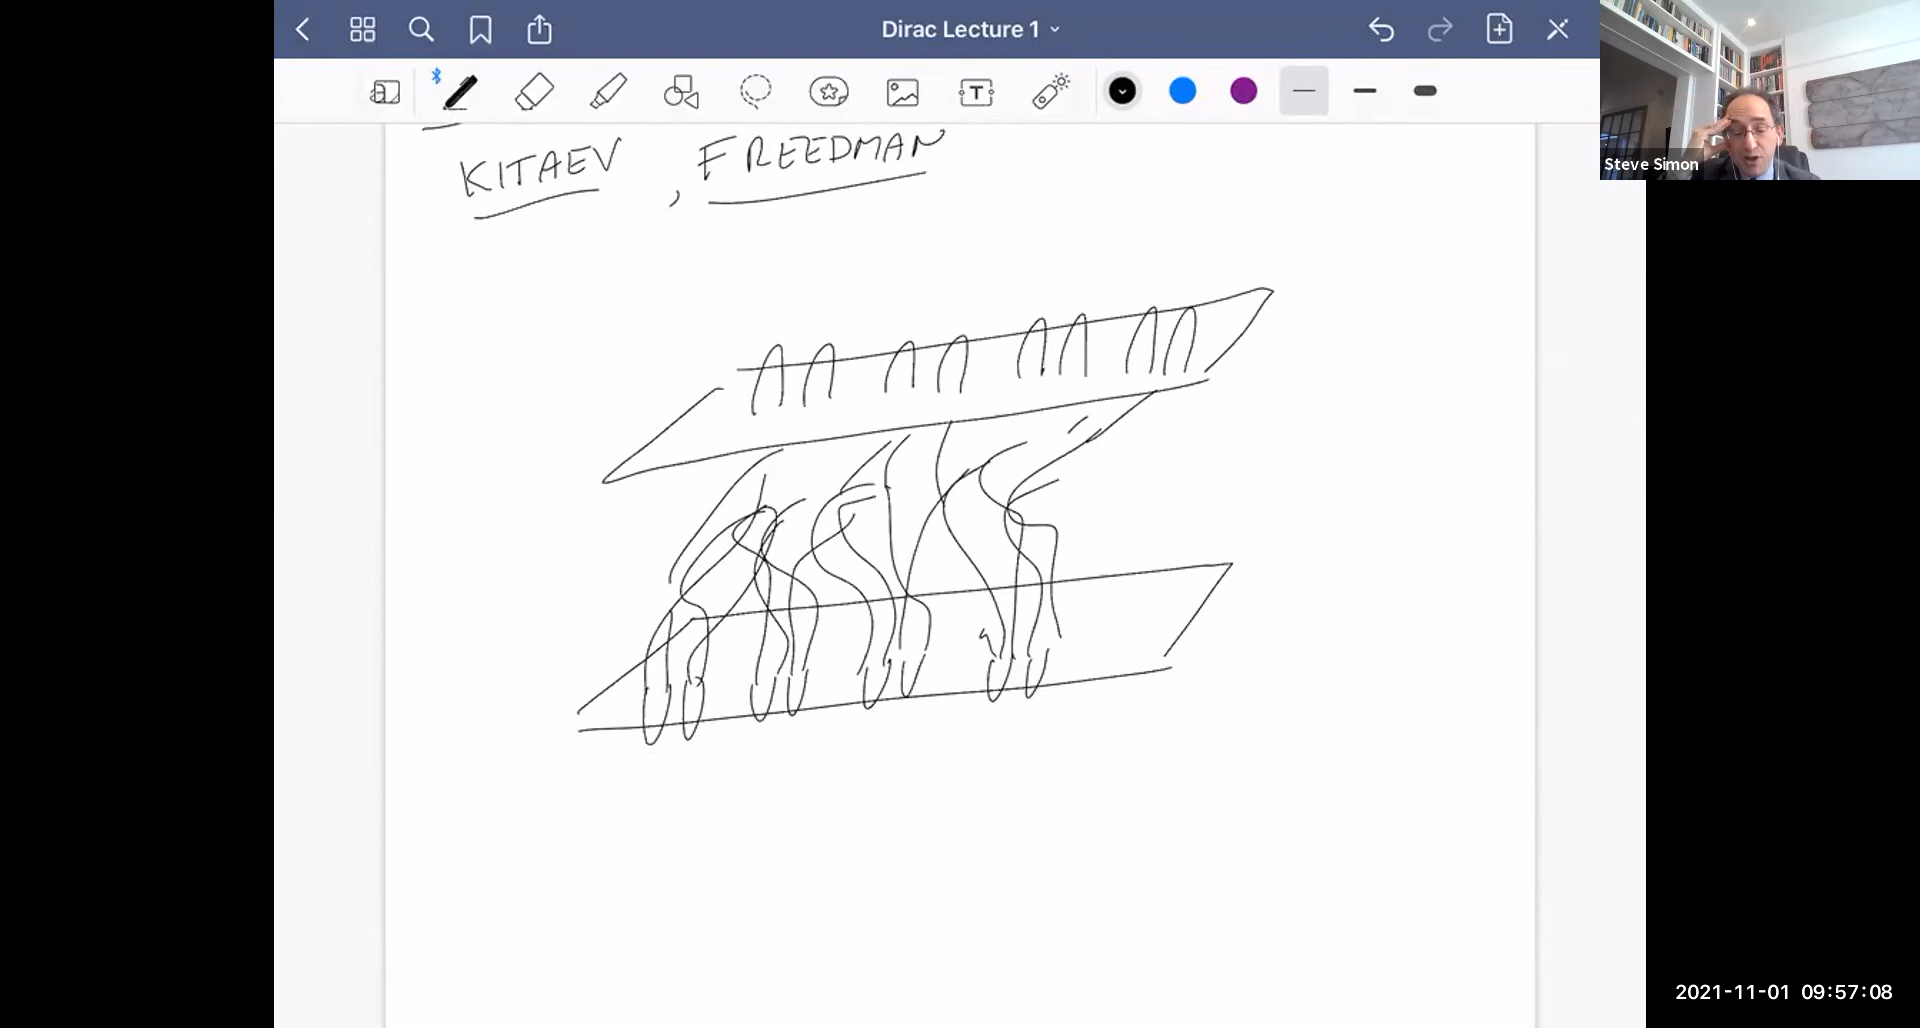 Dirac Lecture 1
T
Steve Simon
KITAEV , FREEDMAN
2021-11-01 09:57:08